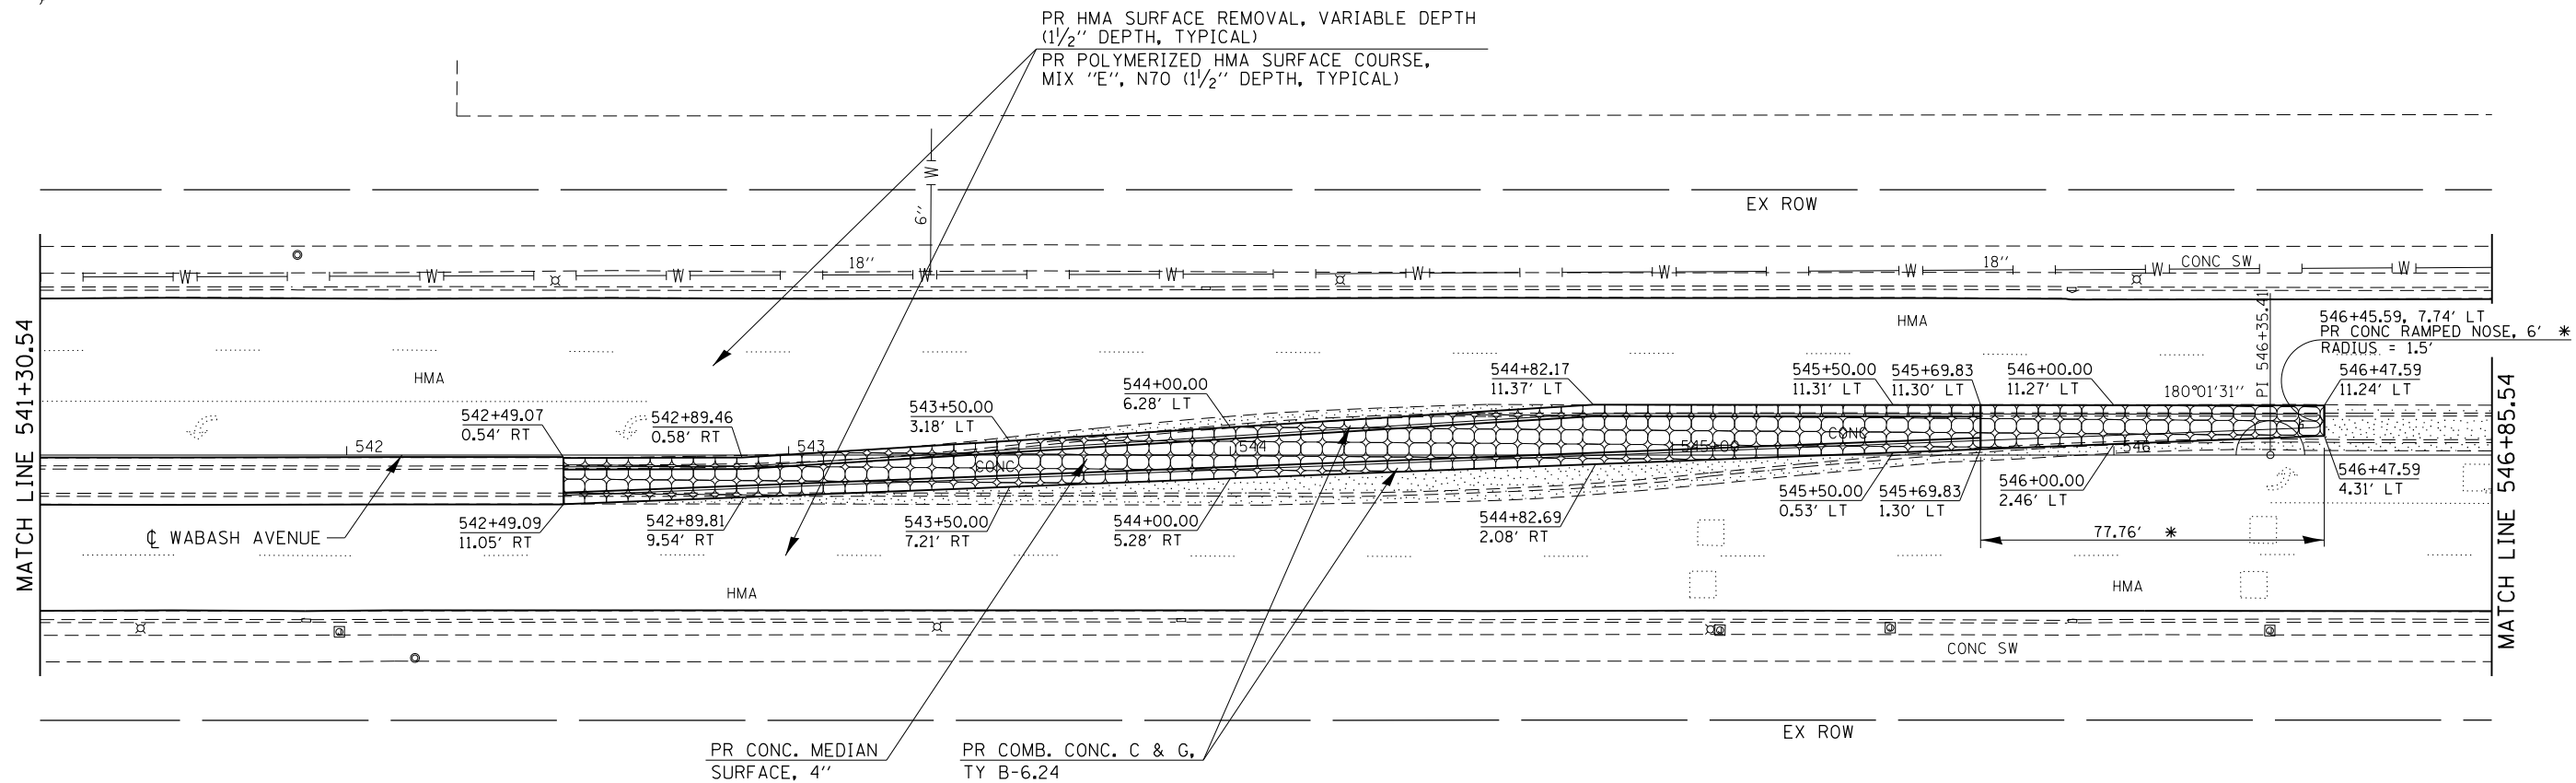 PR HMA SURFACE REMOVAL, VARIABLE DEPTH
(1 1/2" DEPTH, TYPICAL)
PR POLYMERIZED HMA SURFACE COURSE,
MIX "E", N70 (1 1/2" DEPTH, TYPICAL)
W
6"
EX ROW
W
W
W
18"
W
W
W
W
W
18"
W
CONC SW
W
MATCH LINE 541+30.54
HMA
HMA
PI 546+35.41
546+45.59, 7.74' LT
PR CONC RAMPED NOSE, 6' *
RADIUS = 1.5'
542+49.07
0.54' RT
542+89.46
0.58' RT
543+50.00
3.18' LT
544+00.00
6.28' LT
544+82.17
11.37' LT
545+50.00
11.31' LT
545+69.83
11.30' LT
546+00.00
11.27' LT
180°01'31"
546+47.59
11.24' LT
542
543
544
545+00
546
CONC
CONC
℄ WABASH AVENUE
542+49.09
11.05' RT
542+89.81
9.54' RT
543+50.00
7.21' RT
544+00.00
5.28' RT
544+82.69
2.08' RT
545+50.00
0.53' LT
545+69.83
1.30' LT
546+00.00
2.46' LT
546+47.59
4.31' LT
77.76' *
HMA
HMA
MATCH LINE 546+85.54
CONC SW
EX ROW
PR CONC. MEDIAN
SURFACE, 4"
PR COMB. CONC. C & G,
TY B-6.24